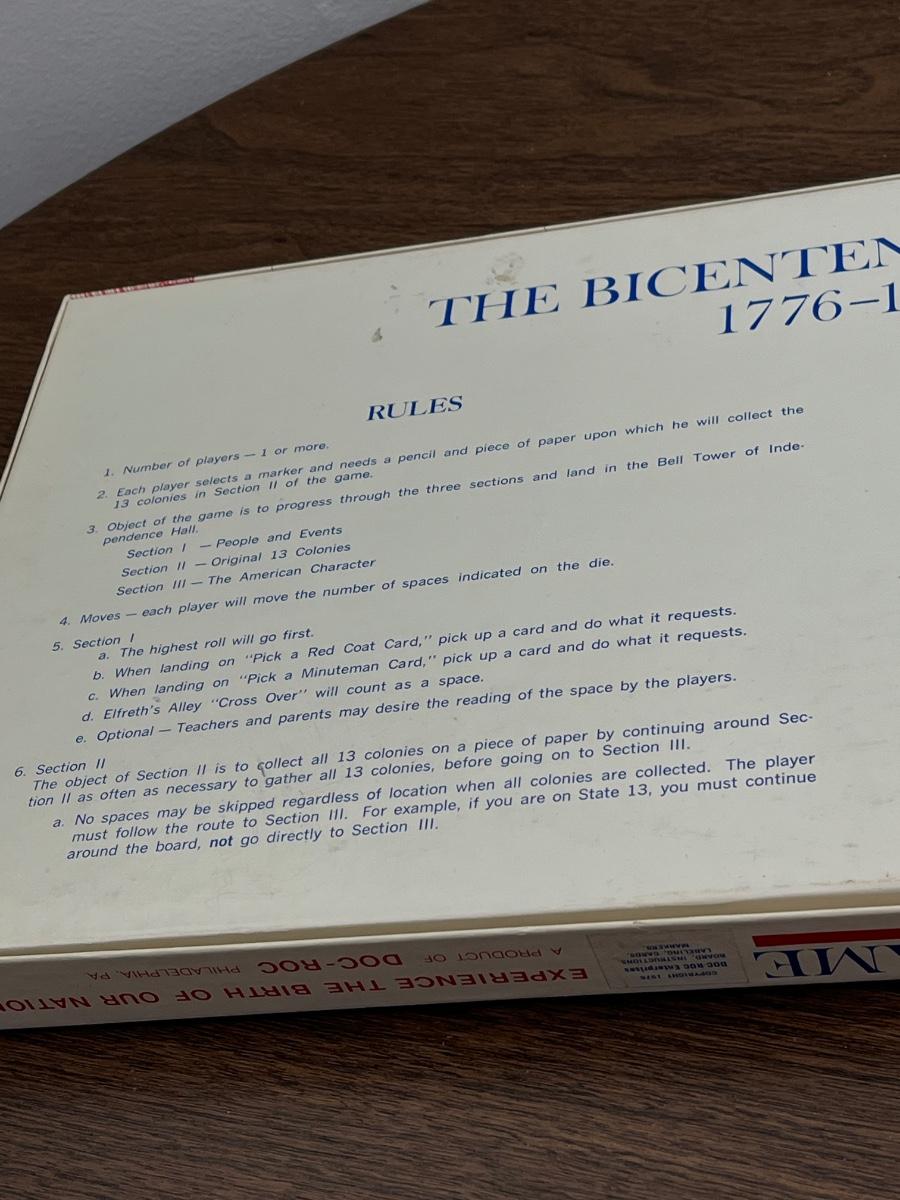 THE BICENTEN
1776–1
RULES
1. Number of players — 1 or more.
2. Each player selects a marker and needs a pencil and piece of paper upon which he will collect the
13 colonies in Section II of the game.
3. Object of the game is to progress through the three sections and land in the Bell Tower of Inde-
pendence Hall.
Section I — People and Events
Section II — Original 13 Colonies
Section III — The American Character
4. Moves — each player will move the number of spaces indicated on the die.
5. Section I
a. The highest roll will go first.
b. When landing on "Pick a Red Coat Card," pick up a card and do what it requests.
c. When landing on "Pick a Minuteman Card," pick up a card and do what it requests.
d. Elfreth's Alley "Cross Over" will count as a space.
e. Optional — Teachers and parents may desire the reading of the space by the players.
6. Section II
The object of Section II is to collect all 13 colonies on a piece of paper by continuing around Sec-
tion II as often as necessary to gather all 13 colonies, before going on to Section III.
a. No spaces may be skipped regardless of location when all colonies are collected. The player
must follow the route to Section III. For example, if you are on State 13, you must continue
around the board, not go directly to Section III.
AME
COPYRIGHT 1975
DOC-ROC Enterprises
BOARD, INSTRUCTIONS
LABELING, CARDS,
MARKERS.
EXPERIENCE THE BIRTH OF OUR NATIO
A PRODUCT OF DOC-ROC PHILADELPHIA, PA.